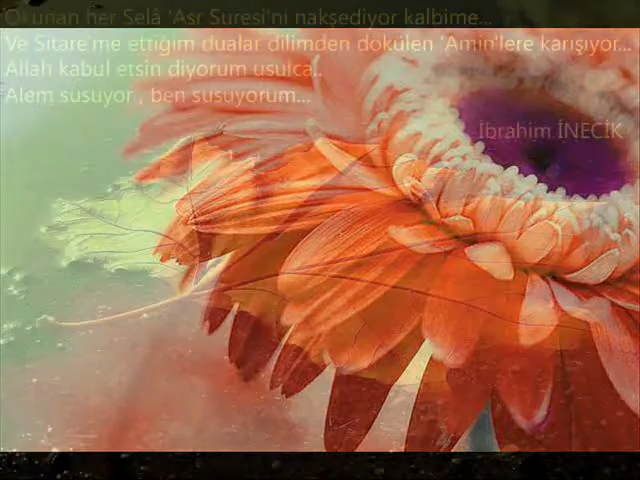 Okunan her Selâ 'Asr Suresi'ni nakşediyor kalbime...
Ve Sitare'me ettiğim dualar dilimden dökülen 'Amin'lere karışıyor...
Allah kabul etsin diyorum usulca..
Alem susuyor , ben susuyorum...
İbrahim İNECİK